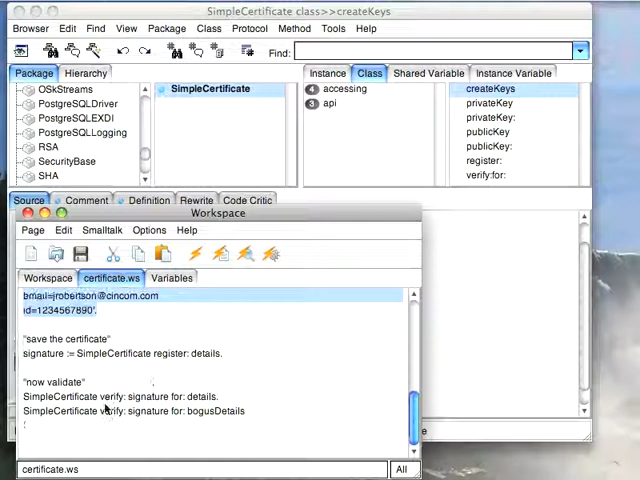 SimpleCertificate class>>createKeys
Browser Edit Find View Package Class Protocol Method Tools Help
Find:
Package Hierarchy
Instance Class Shared Variable Instance Variable
OSkStreams
PostgreSQLDriver
PostgreSQLEXDI
PostgreSQLLogging
RSA
SecurityBase
SHA
SimpleCertificate
4 accessing
3 api
createKeys
privateKey
privateKey:
publicKey
publicKey:
register:
verify:for:
Source Comment Definition Rewrite Code Critic
Workspace
Page Edit Smalltalk Options Help
Workspace certificate.ws Variables
email=jrobertson@cincom.com
id=1234567890'.
"save the certificate"
signature := SimpleCertificate register: details.
"now validate"
SimpleCertificate verify: signature for: details.
SimpleCertificate verify: signature for: bogusDetails
certificate.ws
All